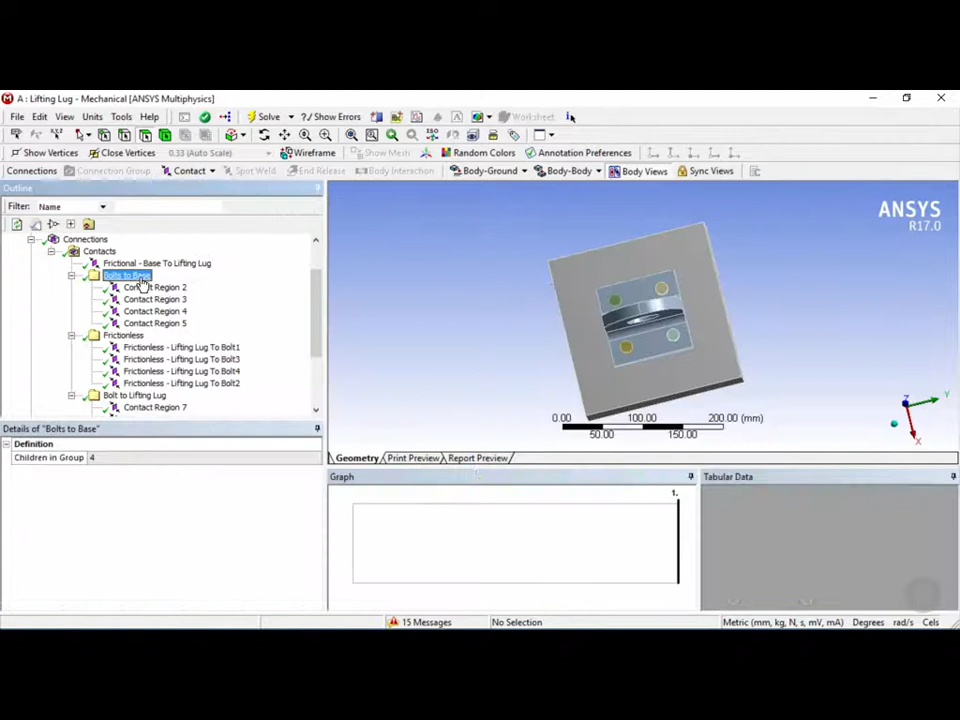 A : Lifting Lug - Mechanical [ANSYS Multiphysics]
File Edit View Units Tools Help Solve ?/ Show Errors Worksheet
Show Vertices Close Vertices 0.33 (Auto Scale) Wireframe Show Mesh Random Colors Annotation Preferences
Connections Connection Group Contact Spot Weld End Release Body Interaction Body-Ground Body-Body Body Views Sync Views
Outline
Filter: Name
Connections
Contacts
Frictional - Base To Lifting Lug
Bolts to Base
Contact Region 2
Contact Region 3
Contact Region 4
Contact Region 5
Frictionless
Frictionless - Lifting Lug To Bolt1
Frictionless - Lifting Lug To Bolt3
Frictionless - Lifting Lug To Bolt4
Frictionless - Lifting Lug To Bolt2
Bolt to Lifting Lug
Contact Region 7
Details of "Bolts to Base"
Definition
Children in Group 4
ANSYS
R17.0
Z Y X
0.00 100.00 200.00 (mm)
50.00 150.00
Geometry Print Preview Report Preview
Graph
1.
Tabular Data
15 Messages No Selection Metric (mm, kg, N, s, mV, mA) Degrees rad/s Cels